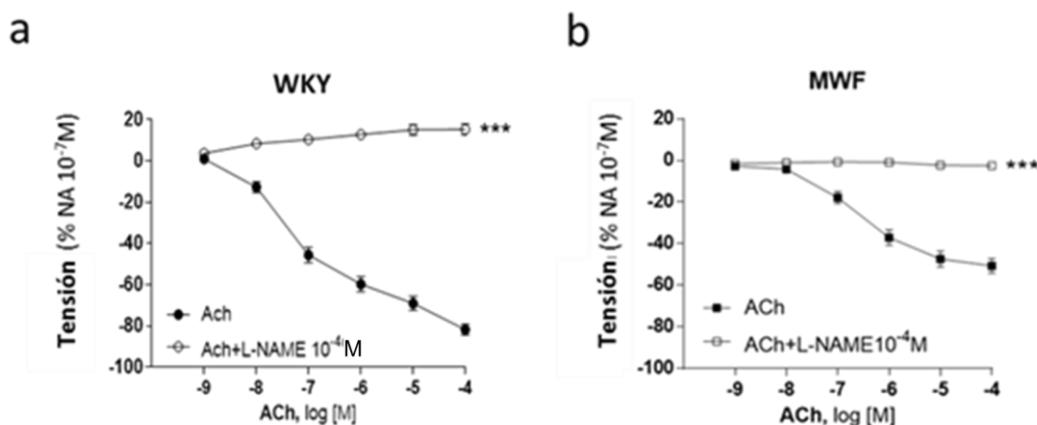 a
WKY
Tensión (% NA 10⁻⁷M)
20
0
-20
-40
-60
-80
-100
***
Ach
Ach+L-NAME 10⁻⁴M
-9 -8 -7 -6 -5 -4
ACh, log [M]
b
MWF
Tensión (% NA 10⁻⁷M)
20
0
-20
-40
-60
-80
-100
***
ACh
ACh+L-NAME10⁻⁴M
-9 -8 -7 -6 -5 -4
ACh, log [M]